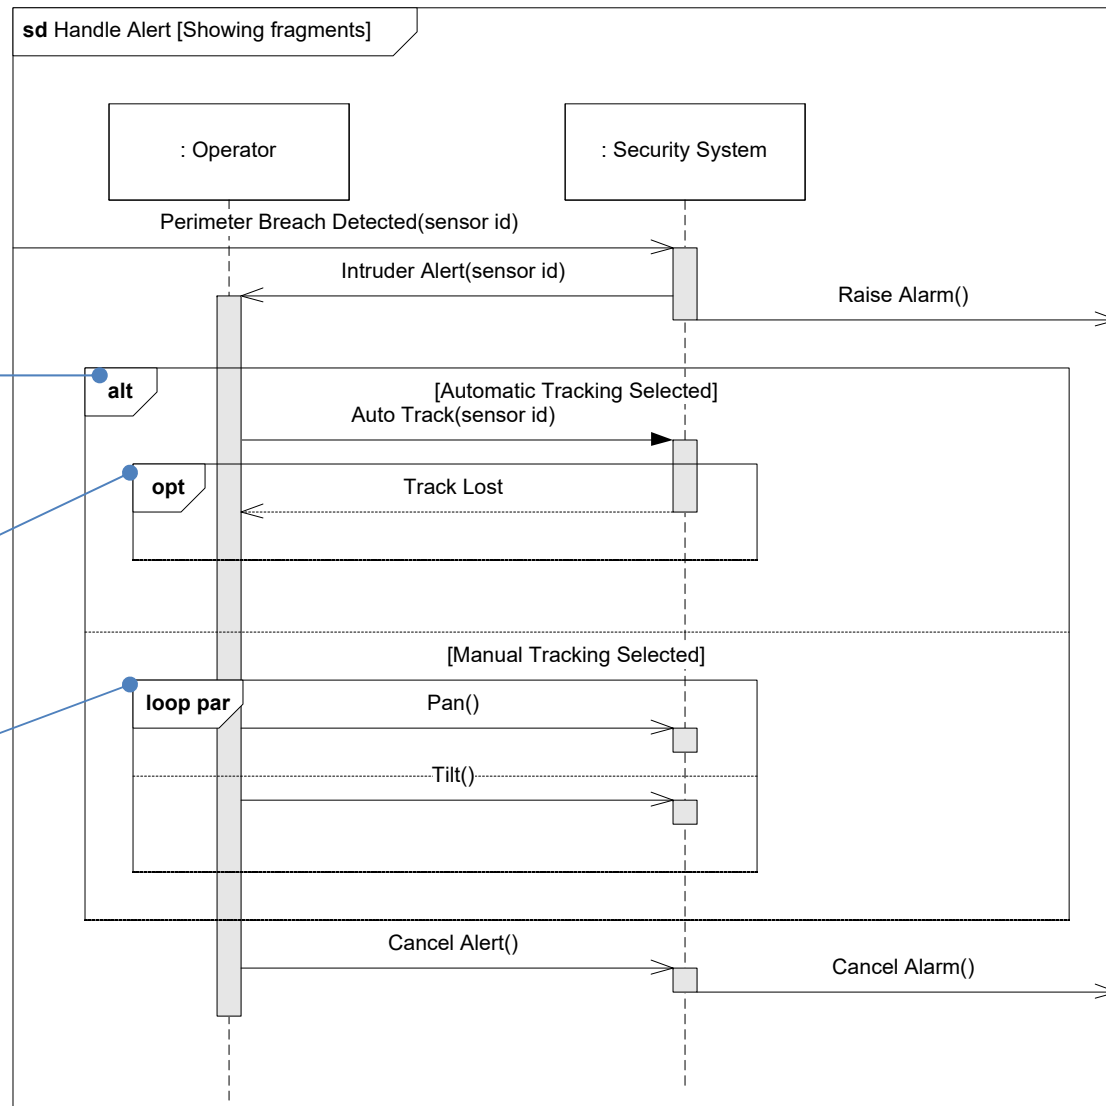 sd Handle Alert [Showing fragments]
: Operator
: Security System
Perimeter Breach Detected(sensor id)
Intruder Alert(sensor id)
Raise Alarm()
alt
[Automatic Tracking Selected]
Auto Track(sensor id)
opt
Track Lost
[Manual Tracking Selected]
loop par
Pan()
Tilt()
Cancel Alert()
Cancel Alarm()